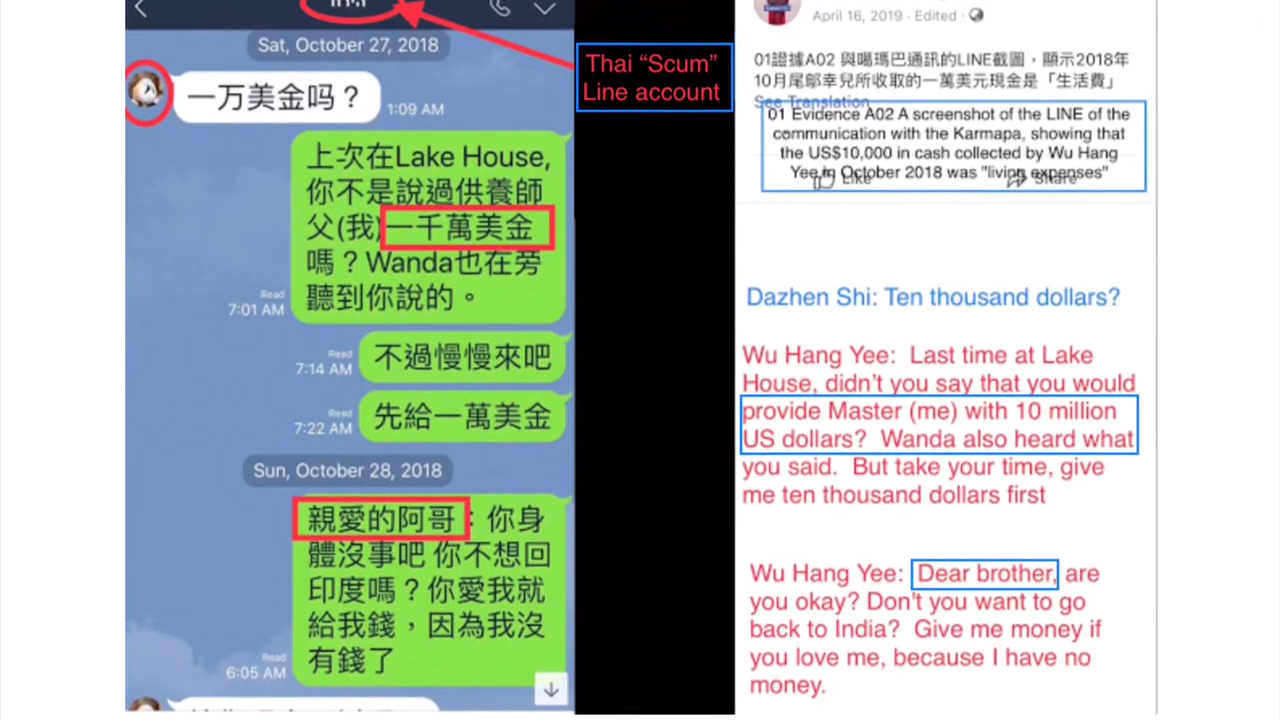 Sat, October 27, 2018
一万美金吗？
1:09 AM
上次在Lake House,
你不是說過供養師
父(我)一千萬美金
嗎？Wanda也在旁
聽到你說的。
Read
7:01 AM
不過慢慢來吧
Read
7:14 AM
先給一萬美金
Read
7:22 AM
Sun, October 28, 2018
親愛的阿哥：你身
體沒事吧 你不想回
印度嗎？你愛我就
給我錢，因為我沒
有錢了
Read
6:05 AM
Thai “Scum”
Line account
April 16, 2019 · Edited ·
01證據A02 與噶瑪巴通訊的LINE截圖，顯示2018年
10月尾鄔幸兒所收取的一萬美元現金是「生活費」
See Translation
01 Evidence A02 A screenshot of the LINE of the
communication with the Karmapa, showing that
the US$10,000 in cash collected by Wu Hang
Yee in October 2018 was "living expenses"
Like
Share
Dazhen Shi: Ten thousand dollars?
Wu Hang Yee: Last time at Lake
House, didn’t you say that you would
provide Master (me) with 10 million
US dollars? Wanda also heard what
you said. But take your time, give
me ten thousand dollars first
Wu Hang Yee: Dear brother, are
you okay? Don't you want to go
back to India? Give me money if
you love me, because I have no
money.